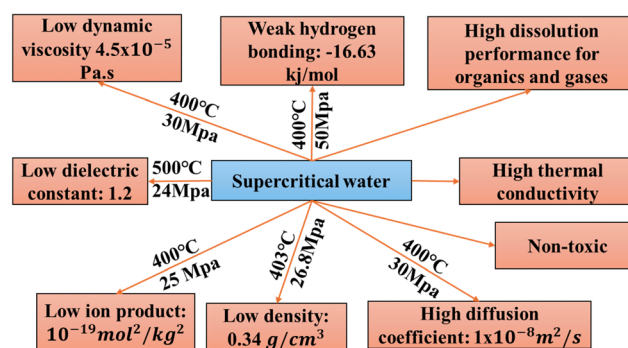 Low dynamic
viscosity 4.5x10⁻⁵
Pa.s
Weak hydrogen
bonding: -16.63
kj/mol
High dissolution
performance for
organics and gases
400℃
30Mpa
400℃
50Mpa
Low dielectric
constant: 1.2
500℃
24Mpa
Supercritical water
High thermal
conductivity
400℃
25 Mpa
403℃
26.8Mpa
400℃
30Mpa
Non-toxic
Low ion product:
10⁻¹⁹mol²/kg²
Low density:
0.34 g/cm³
High diffusion
coefficient: 1x10⁻⁸m²/s